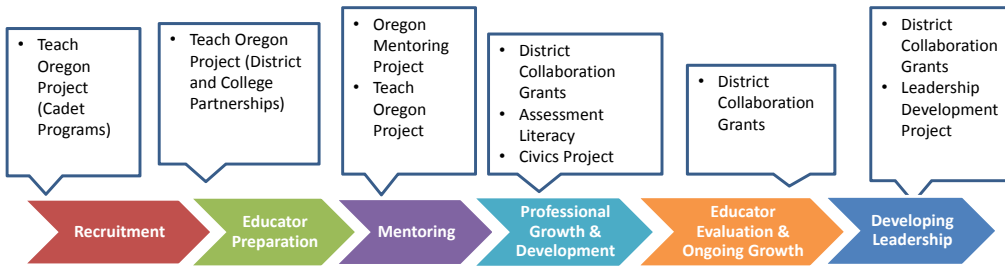 • Teach
Oregon
Project
(Cadet
Programs)
• Teach Oregon
Project (District
and College
Partnerships)
• Oregon
Mentoring
Project
• Teach
Oregon
Project
• District
Collaboration
Grants
• Assessment
Literacy
• Civics Project
• District
Collaboration
Grants
• District
Collaboration
Grants
• Leadership
Development
Project
Recruitment
Educator
Preparation
Mentoring
Professional
Growth &
Development
Educator
Evaluation &
Ongoing Growth
Developing
Leadership